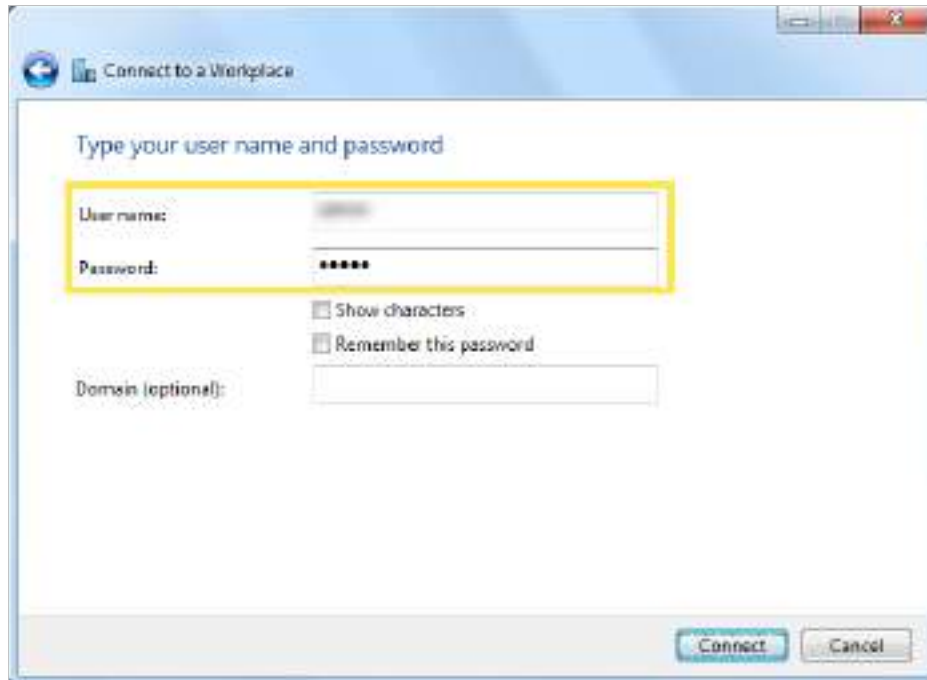 Connect to a Workplace
Type your user name and password
User name:
Password: •••••
Show characters
Remember this password
Domain (optional):
Connect Cancel